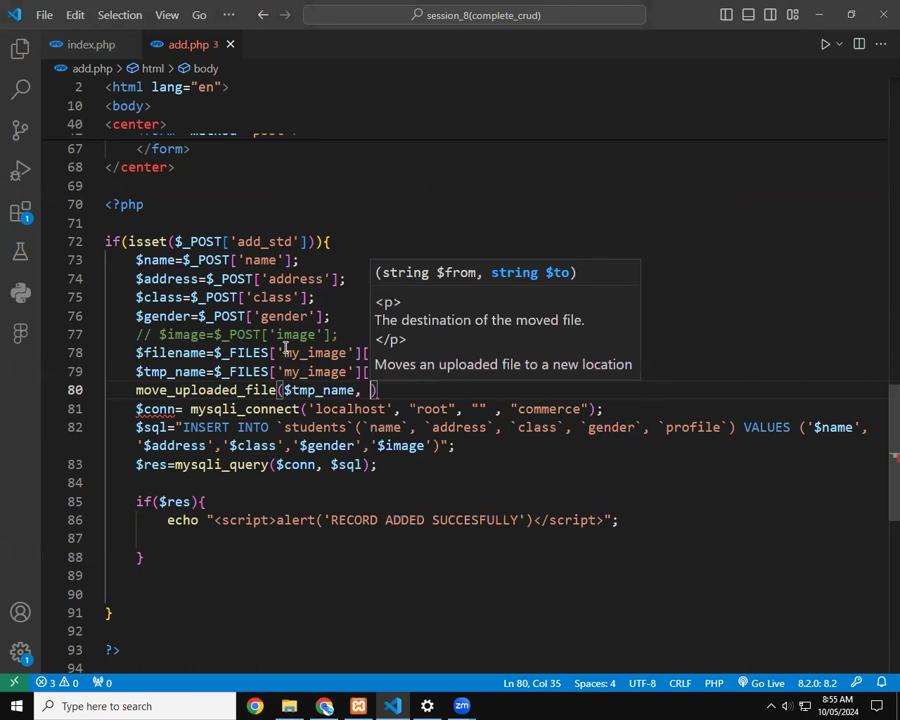 File Edit Selection View Go ··· session_8(complete_crud)
index.php add.php 3
add.php > html > body
2 <html lang="en">
10 <body>
40 <center>
67 </form>
68 </center>
69
70 <?php
71
72 if(isset($_POST['add_std'])){
73 $name=$_POST['name'];
74 $address=$_POST['address'];
75 $class=$_POST['class'];
76 $gender=$_POST['gender'];
77 // $image=$_POST['image'];
78 $filename=$_FILES['my_image'][
79 $tmp_name=$_FILES['my_image'][
80 move_uploaded_file($tmp_name, )
(string $from, string $to)
<p>
The destination of the moved file.
</p>
Moves an uploaded file to a new location
81 $conn= mysqli_connect('localhost', "root", "" , "commerce");
82 $sql="INSERT INTO `students`(`name`, `address`, `class`, `gender`, `profile`) VALUES ('$name',
'$address','$class','$gender','$image')";
83 $res=mysqli_query($conn, $sql);
84
85 if($res){
86 echo "<script>alert('RECORD ADDED SUCCESFULLY')</script>";
87
88 }
89
90
91 }
92
93 ?>
94
1
1
3 0 0 Ln 80, Col 35 Spaces: 4 UTF-8 CRLF PHP Go Live 8.2.0: 8.2
Type here to search
8:55 AM
10/05/2024